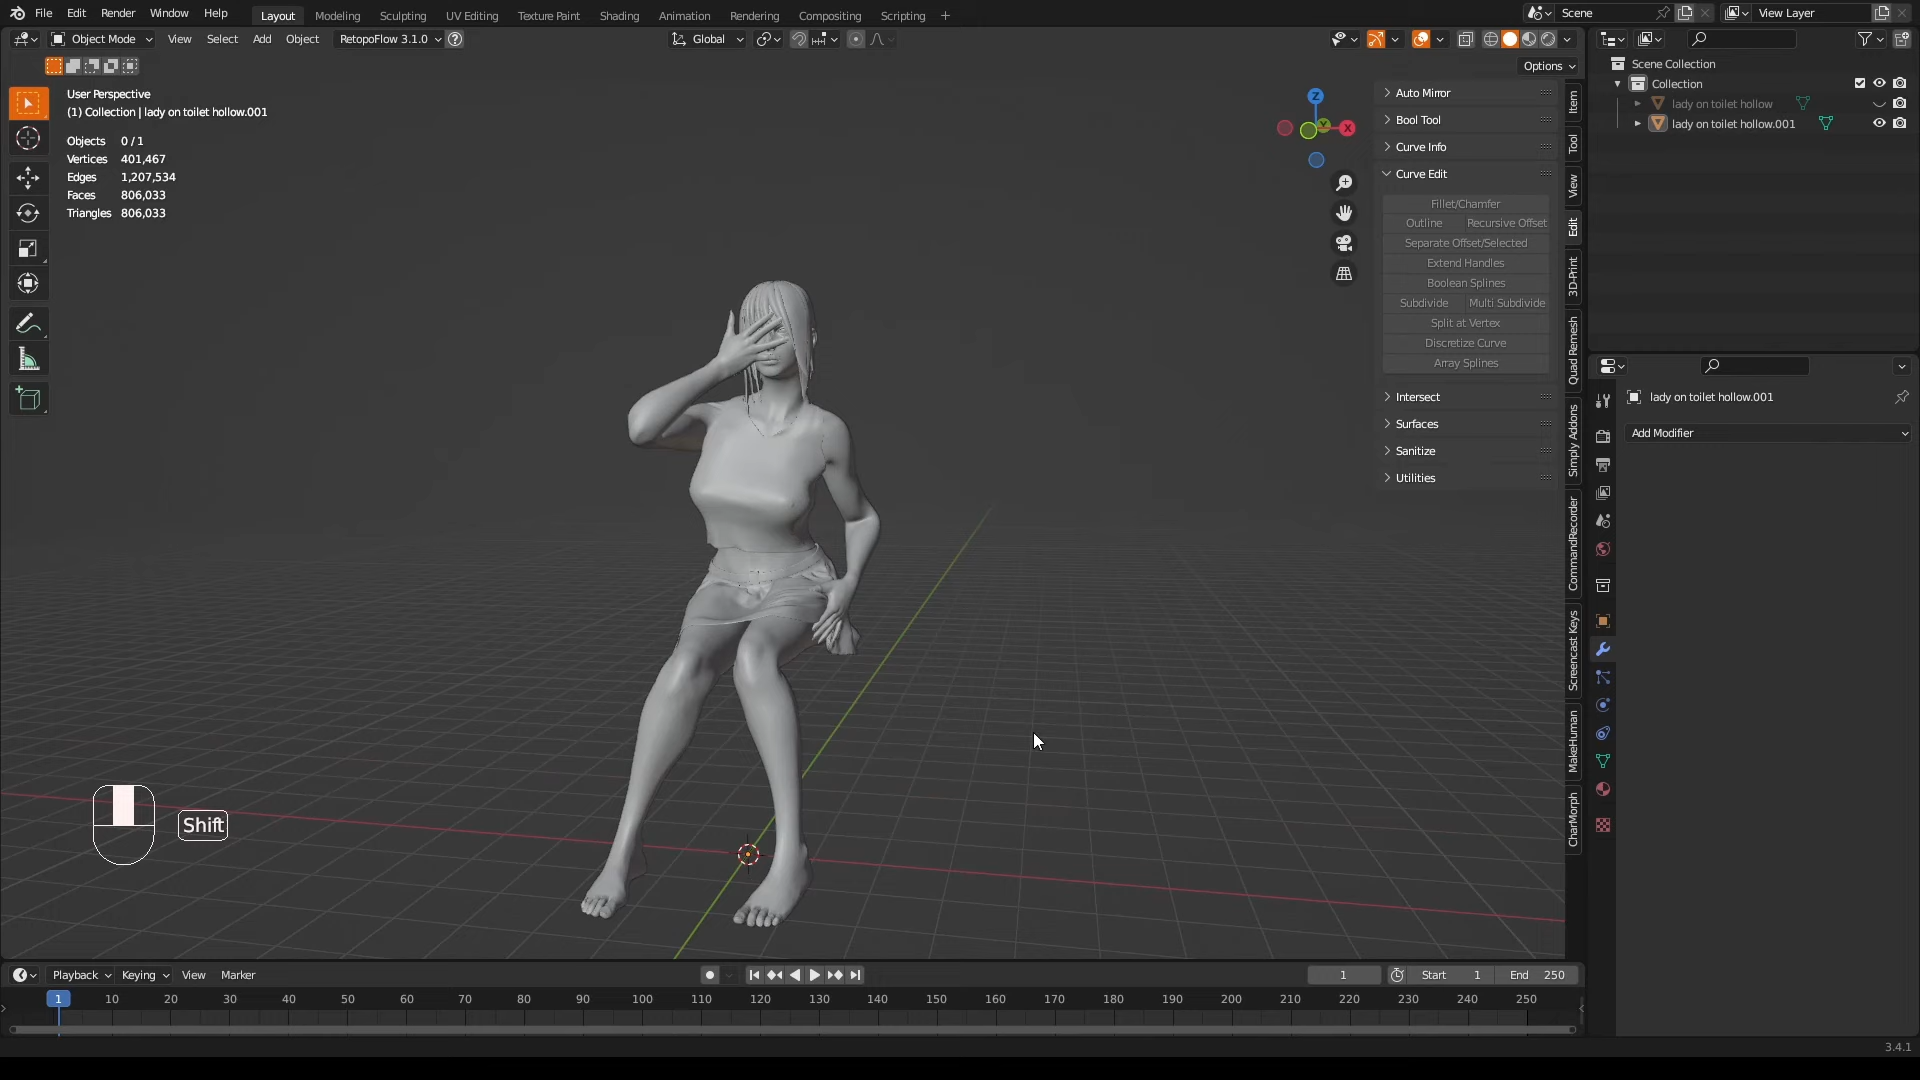 File Edit Render Window Help Layout Modeling Sculpting UV Editing Texture Paint Shading Animation Rendering Compositing Scripting + Scene View Layer
Object Mode View Select Add Object RetopoFlow 3.1.0 Global
Options
User Perspective
(1) Collection | lady on toilet hollow.001
Objects 0 / 1
Vertices 401,467
Edges 1,207,534
Faces 806,033
Triangles 806,033
Z
Y
X
Auto Mirror
Bool Tool
Curve Info
Curve Edit
Fillet/Chamfer
Outline Recursive Offset
Separate Offset/Selected
Extend Handles
Boolean Splines
Subdivide Multi Subdivide
Split at Vertex
Discretize Curve
Array Splines
Intersect
Surfaces
Sanitize
Utilities
Item
Tool
View
Edit
3D-Print
Quad Remesh
Simply Addons
CommandRecorder
Screencast Keys
MakeHuman
CharMorph
Scene Collection
Collection
lady on toilet hollow
lady on toilet hollow.001
lady on toilet hollow.001
Add Modifier
Shift
Playback Keying View Marker 1 Start 1 End 250
1 10 20 30 40 50 60 70 80 90 100 110 120 130 140 150 160 170 180 190 200 210 220 230 240 250
3.4.1